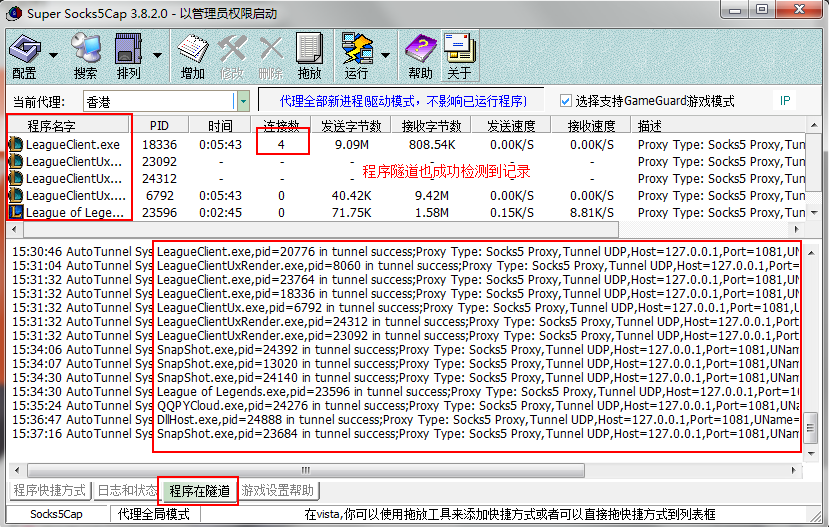 Super Socks5Cap 3.8.2.0 - 以管理员权限启动
配置 搜索 排列 增加 修改 删除 拖放 运行 帮助 关于
当前代理: 香港 代理全部新进程(驱动模式，不影响已运行程序) 选择支持GameGuard游戏模式 IP
程序名字 PID 时间 连接数 发送字节数 接收字节数 发送速度 接收速度 描述
LeagueClient.exe 18336 0:05:43 4 9.09M 808.54K 0.00K/S 0.00K/S Proxy Type: Socks5 Proxy,Tun
LeagueClientUx... 23092 - - - - - - Proxy Type: Socks5 Proxy,Tun
程序隧道也成功检测到记录
LeagueClientUx... 24312 - - - - - - Proxy Type: Socks5 Proxy,Tun
LeagueClientUx... 6792 0:05:43 0 40.42K 9.42M 0.00K/S 0.00K/S Proxy Type: Socks5 Proxy,Tun
League of Lege... 23596 0:02:45 0 71.75K 1.58M 0.15K/S 8.81K/S Proxy Type: Socks5 Proxy,Tun
15:30:46 AutoTunnel Sys LeagueClient.exe,pid=20776 in tunnel success;Proxy Type: Socks5 Proxy,Tunnel UDP,Host=127.0.0.1,Port=1081,UN
15:31:04 AutoTunnel Sys LeagueClientUxRender.exe,pid=8060 in tunnel success;Proxy Type: Socks5 Proxy,Tunnel UDP,Host=127.0.0.1,Port=
15:31:32 AutoTunnel Sys LeagueClient.exe,pid=23764 in tunnel success;Proxy Type: Socks5 Proxy,Tunnel UDP,Host=127.0.0.1,Port=1081,UN
15:31:32 AutoTunnel Sys LeagueClient.exe,pid=18336 in tunnel success;Proxy Type: Socks5 Proxy,Tunnel UDP,Host=127.0.0.1,Port=1081,UN
15:31:32 AutoTunnel Sys LeagueClientUx.exe,pid=6792 in tunnel success;Proxy Type: Socks5 Proxy,Tunnel UDP,Host=127.0.0.1,Port=1081,U
15:31:32 AutoTunnel Sys LeagueClientUxRender.exe,pid=24312 in tunnel success;Proxy Type: Socks5 Proxy,Tunnel UDP,Host=127.0.0.1,Port
15:31:32 AutoTunnel Sys LeagueClientUxRender.exe,pid=23092 in tunnel success;Proxy Type: Socks5 Proxy,Tunnel UDP,Host=127.0.0.1,Port
15:34:06 AutoTunnel Sys SnapShot.exe,pid=24392 in tunnel success;Proxy Type: Socks5 Proxy,Tunnel UDP,Host=127.0.0.1,Port=1081,UName
15:34:07 AutoTunnel Sys SnapShot.exe,pid=13020 in tunnel success;Proxy Type: Socks5 Proxy,Tunnel UDP,Host=127.0.0.1,Port=1081,UName
15:34:30 AutoTunnel Sys SnapShot.exe,pid=24140 in tunnel success;Proxy Type: Socks5 Proxy,Tunnel UDP,Host=127.0.0.1,Port=1081,UName
15:34:30 AutoTunnel Sys League of Legends.exe,pid=23596 in tunnel success;Proxy Type: Socks5 Proxy,Tunnel UDP,Host=127.0.0.1,Port=108
15:35:24 AutoTunnel Sys QQPYCloud.exe,pid=24276 in tunnel success;Proxy Type: Socks5 Proxy,Tunnel UDP,Host=127.0.0.1,Port=1081,UNa
15:36:47 AutoTunnel Sys DllHost.exe,pid=24888 in tunnel success;Proxy Type: Socks5 Proxy,Tunnel UDP,Host=127.0.0.1,Port=1081,UName=
15:37:16 AutoTunnel Sys SnapShot.exe,pid=23684 in tunnel success;Proxy Type: Socks5 Proxy,Tunnel UDP,Host=127.0.0.1,Port=1081,UName
程序快捷方式 日志和状态 程序在隧道 游戏设置帮助
Socks5Cap 代理全局模式 在vista,你可以使用拖放工具来添加快捷方式或者可以直接拖快捷方式到列表框